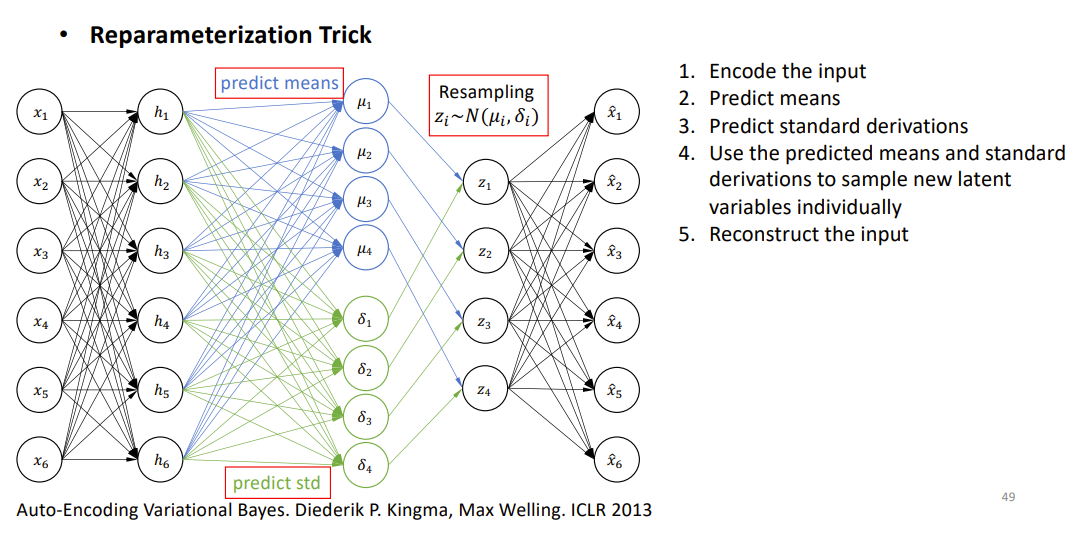 • Reparameterization Trick
predict means
Resampling
zᵢ~N(μᵢ, δᵢ)
x₁
x₂
x₃
x₄
x₅
x₆
h₁
h₂
h₃
h₄
h₅
h₆
μ₁
μ₂
μ₃
μ₄
δ₁
δ₂
δ₃
δ₄
predict std
z₁
z₂
z₃
z₄
x̂₁
x̂₂
x̂₃
x̂₄
x̂₅
x̂₆
1. Encode the input
2. Predict means
3. Predict standard derivations
4. Use the predicted means and standard
derivations to sample new latent
variables individually
5. Reconstruct the input
Auto-Encoding Variational Bayes. Diederik P. Kingma, Max Welling. ICLR 2013
49